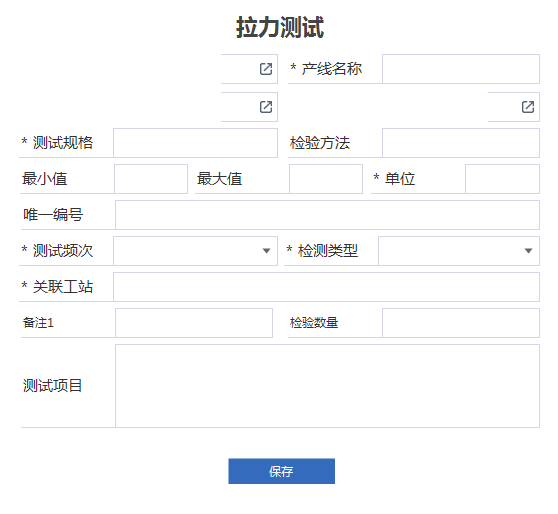 拉力测试
* 产线名称
* 测试规格 检验方法
最小值 最大值 * 单位
唯一编号
* 测试频次 * 检测类型
* 关联工站
备注1 检验数量
测试项目
保存